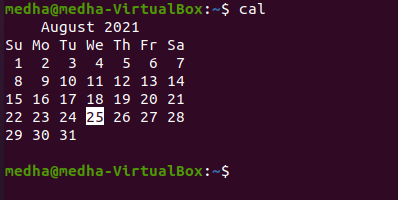 medha@medha-VirtualBox:~$ cal
    August 2021
Su Mo Tu We Th Fr Sa
 1  2  3  4  5  6  7
 8  9 10 11 12 13 14
15 16 17 18 19 20 21
22 23 24 25 26 27 28
29 30 31
medha@medha-VirtualBox:~$